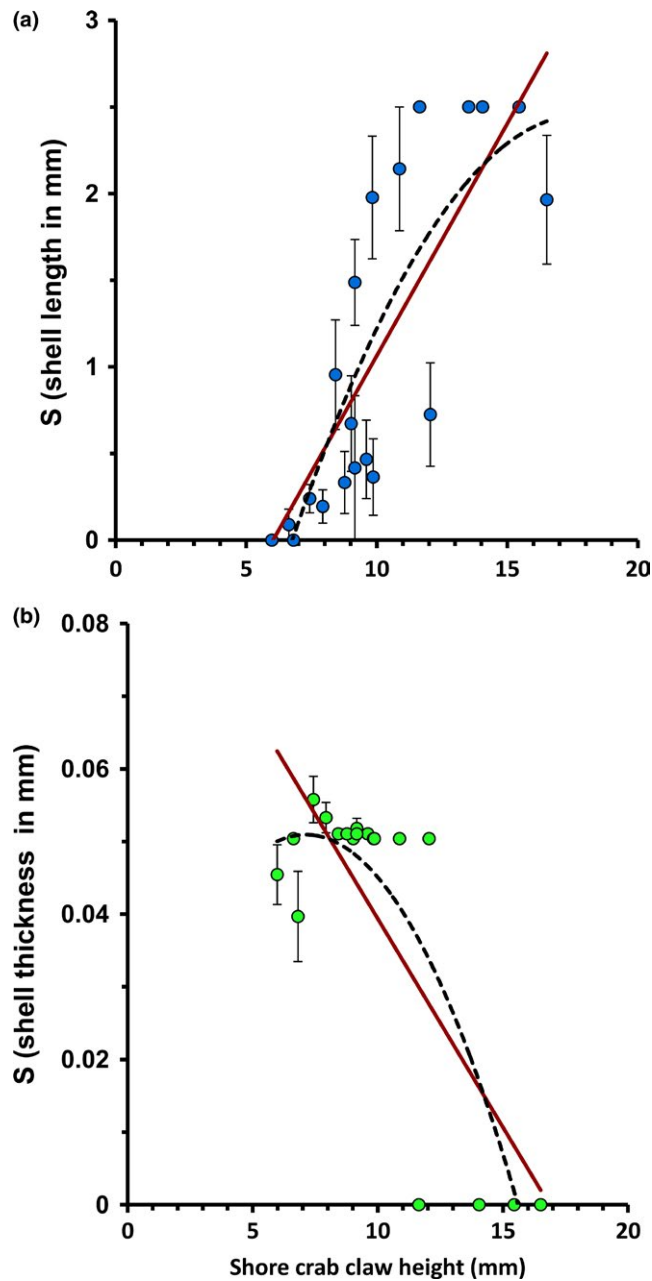 (a)
S (shell length in mm)
3
2
1
0
0 5 10 15 20
(b)
S (shell thickness in mm)
0.08
0.06
0.04
0.02
0
0 5 10 15 20
Shore crab claw height (mm)